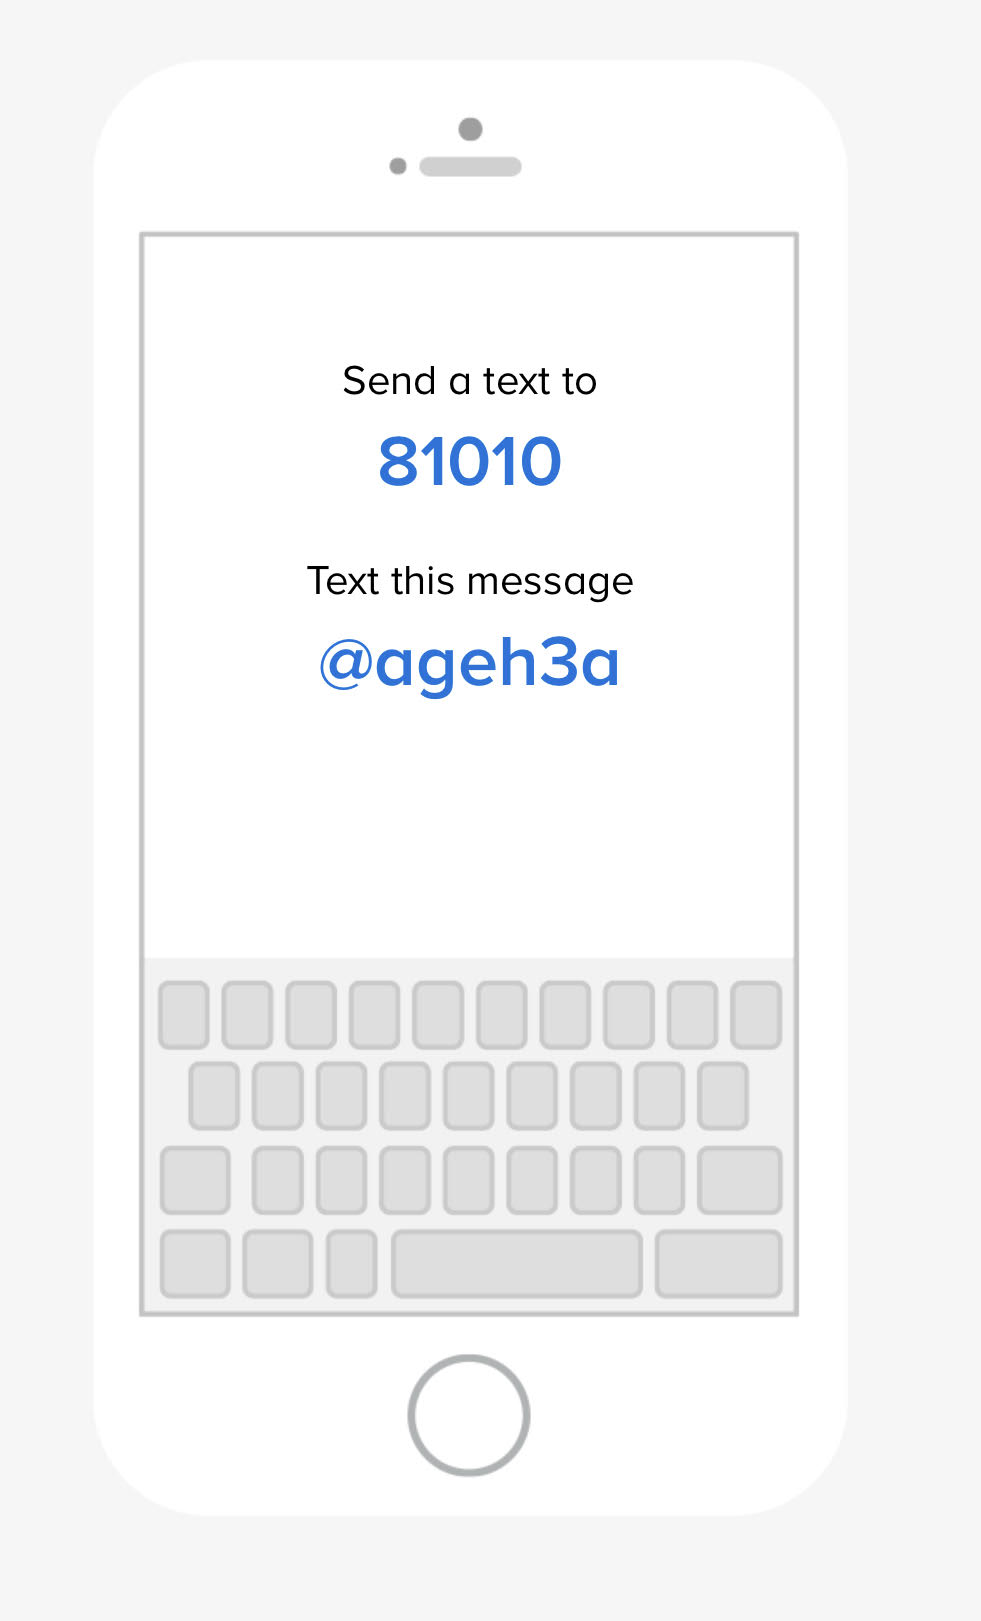 Send a text to
81010
Text this message
@ageh3a